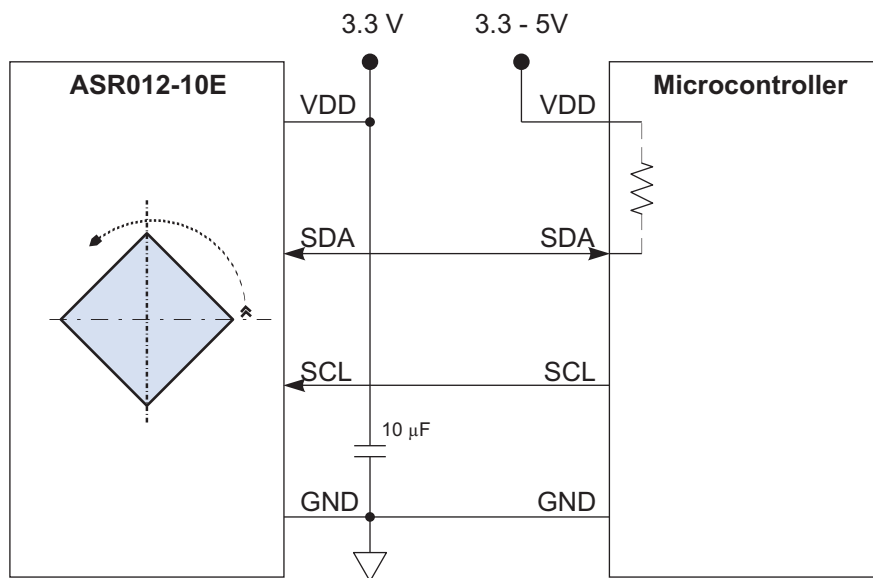 3.3 V
3.3 - 5V
ASR012-10E
Microcontroller
VDD
VDD
SDA
SDA
SCL
SCL
10 μF
GND
GND